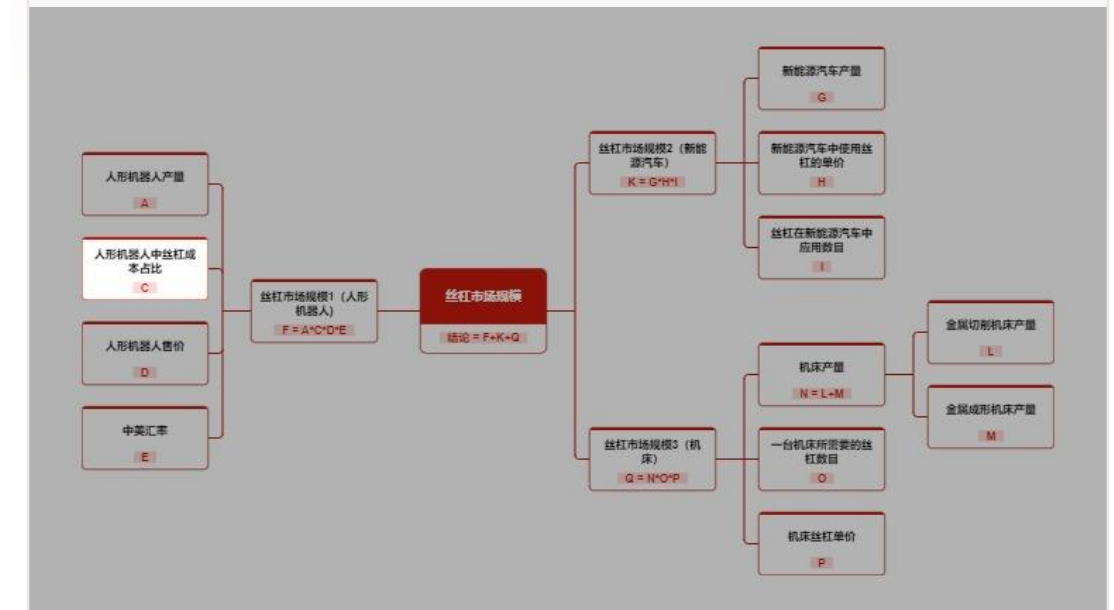 人形机器人产量
A
人形机器人中丝杠成
本占比
C
人形机器人售价
D
中美汇率
E
丝杠市场规模1（人形
机器人）
F = A*C*D*E
丝杠市场规模
结论 = F+K+Q
丝杠市场规模2（新能
源汽车）
K = G*H*I
新能源汽车产量
G
新能源汽车中使用丝
杠的单价
H
丝杠在新能源汽车中
应用数目
I
丝杠市场规模3（机
床）
Q = N*O*P
机床产量
N = L+M
金属切削机床产量
L
金属成形机床产量
M
一台机床所需要的丝
杠数目
O
机床丝杠单价
P